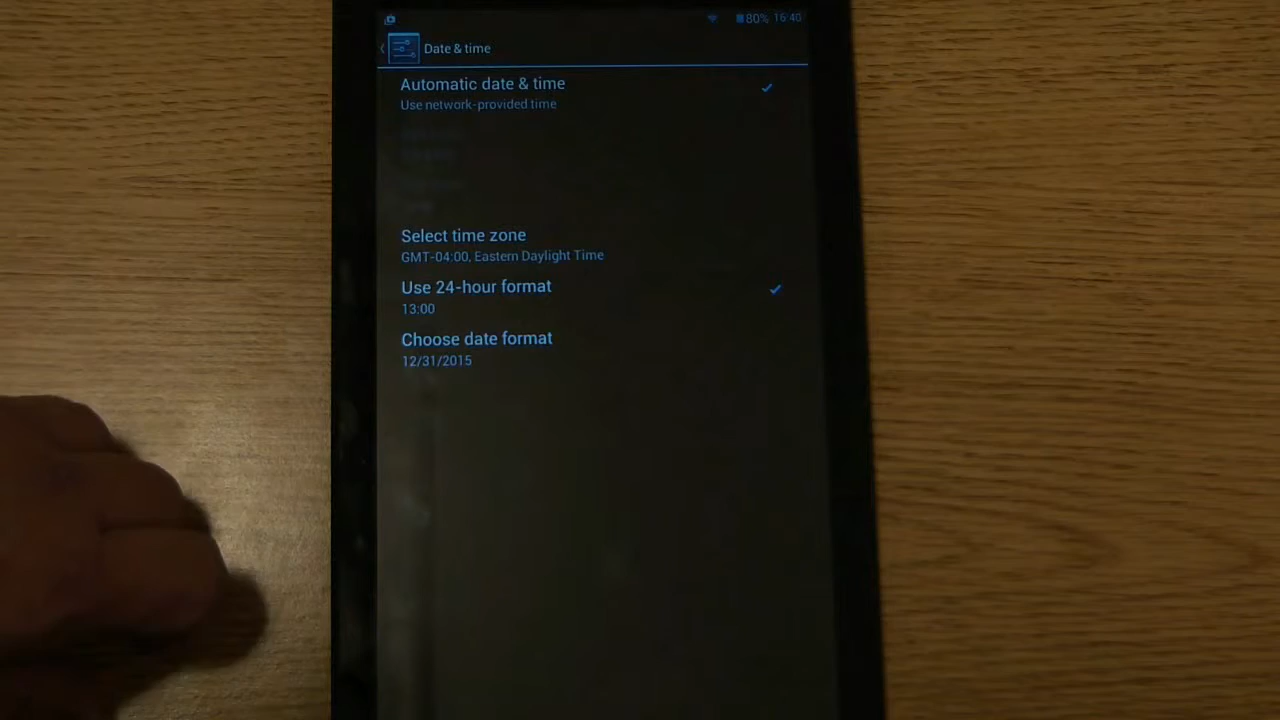 80% 16:40
Date & time
Automatic date & time
Use network-provided time
Select time zone
GMT-04:00, Eastern Daylight Time
Use 24-hour format
13:00
Choose date format
12/31/2015